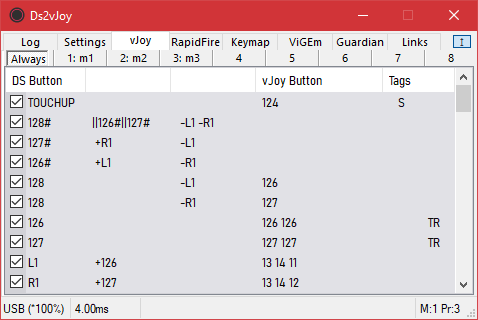 Ds2vJoy
Log Settings vJoy RapidFire Keymap ViGEm Guardian Links
Always 1: m1 2: m2 3: m3 4 5 6 7 8
DS Button vJoy Button Tags
TOUCHUP 124 S
128# ||126#||127# -L1 -R1
127# +R1 -L1
126# +L1 -R1
128 -L1 126
128 -R1 127
126 126 126 TR
127 127 127 TR
L1 +126 13 14 11
R1 +127 13 14 12
USB (*100%) 4.00ms M:1 Pr:3